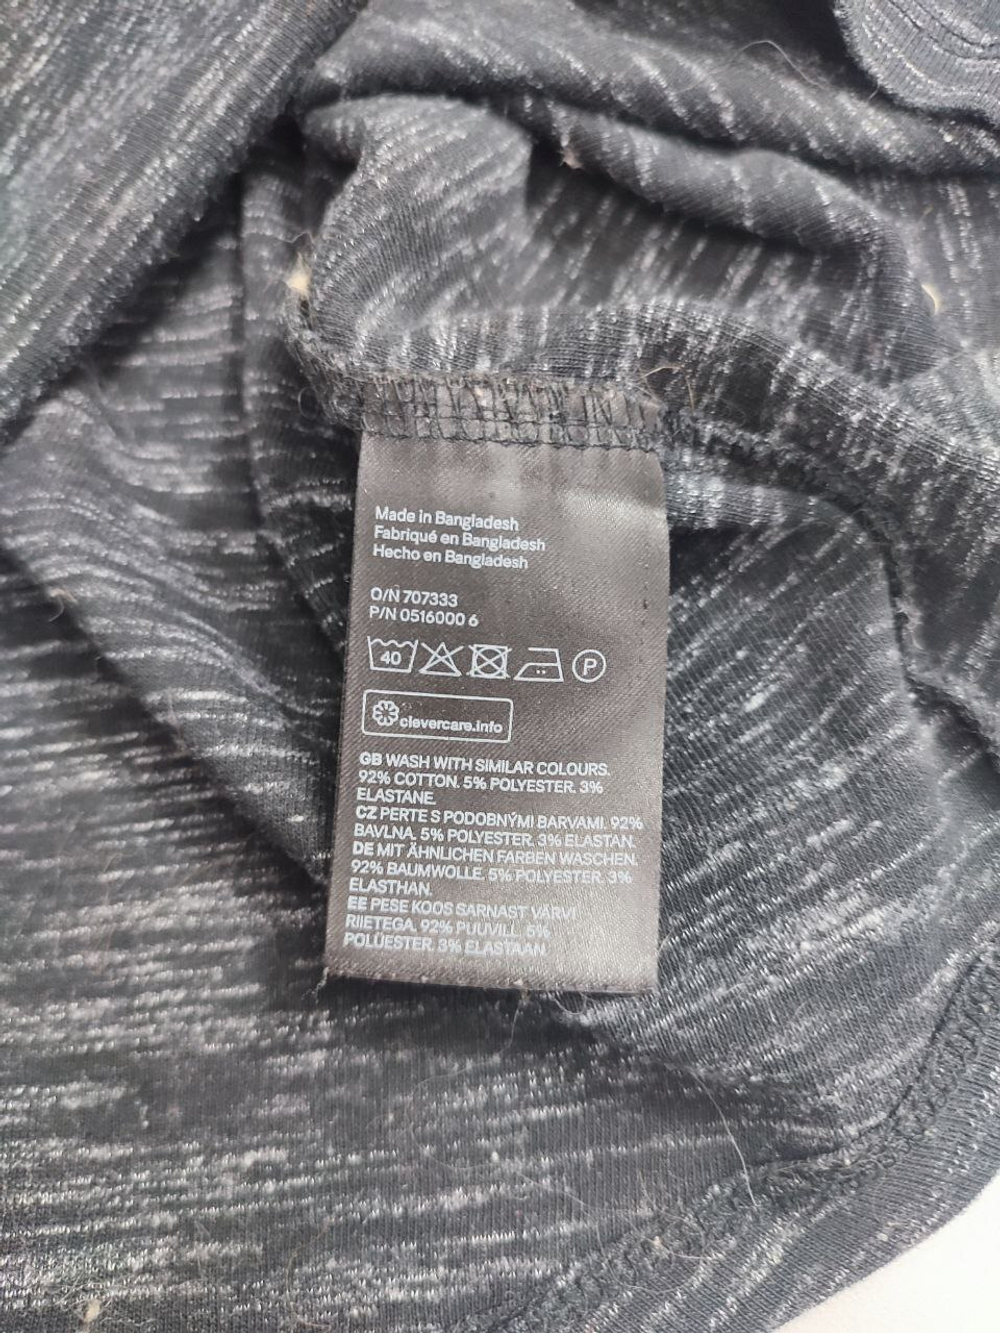 Made in Bangladesh
Fabriqué en Bangladesh
Hecho en Bangladesh
O/N 707333
P/N 0516000 6
40 P
clevercare.info
GB WASH WITH SIMILAR COLOURS.
92% COTTON. 5% POLYESTER. 3%
ELASTANE.
CZ PERTE S PODOBNÝMI BARVAMI. 92%
BAVLNA. 5% POLYESTER. 3% ELASTAN.
DE MIT ÄHNLICHEN FARBEN WASCHEN.
92% BAUMWOLLE. 5% POLYESTER. 3%
ELASTHAN.
EE PESE KOOS SARNAST VÄRVI
RIIETEGA. 92% PUUVILL. 5%
POLÜESTER. 3% ELASTAAN